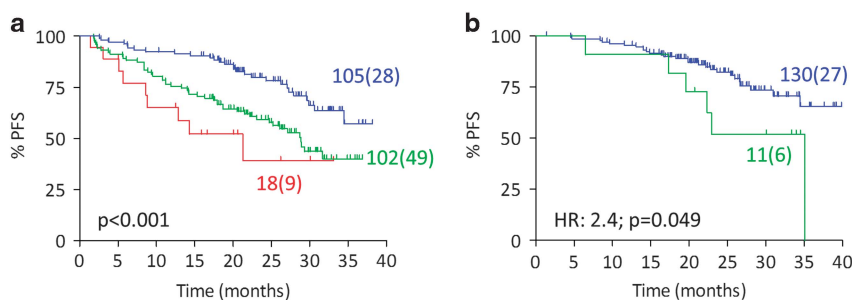 a
100
75
50
25
0
% PFS
105(28)
102(49)
18(9)
p<0.001
0 5 10 15 20 25 30 35 40
Time (months)
b
100
75
50
25
0
% PFS
130(27)
11(6)
HR: 2.4; p=0.049
0 5 10 15 20 25 30 35 40
Time (months)